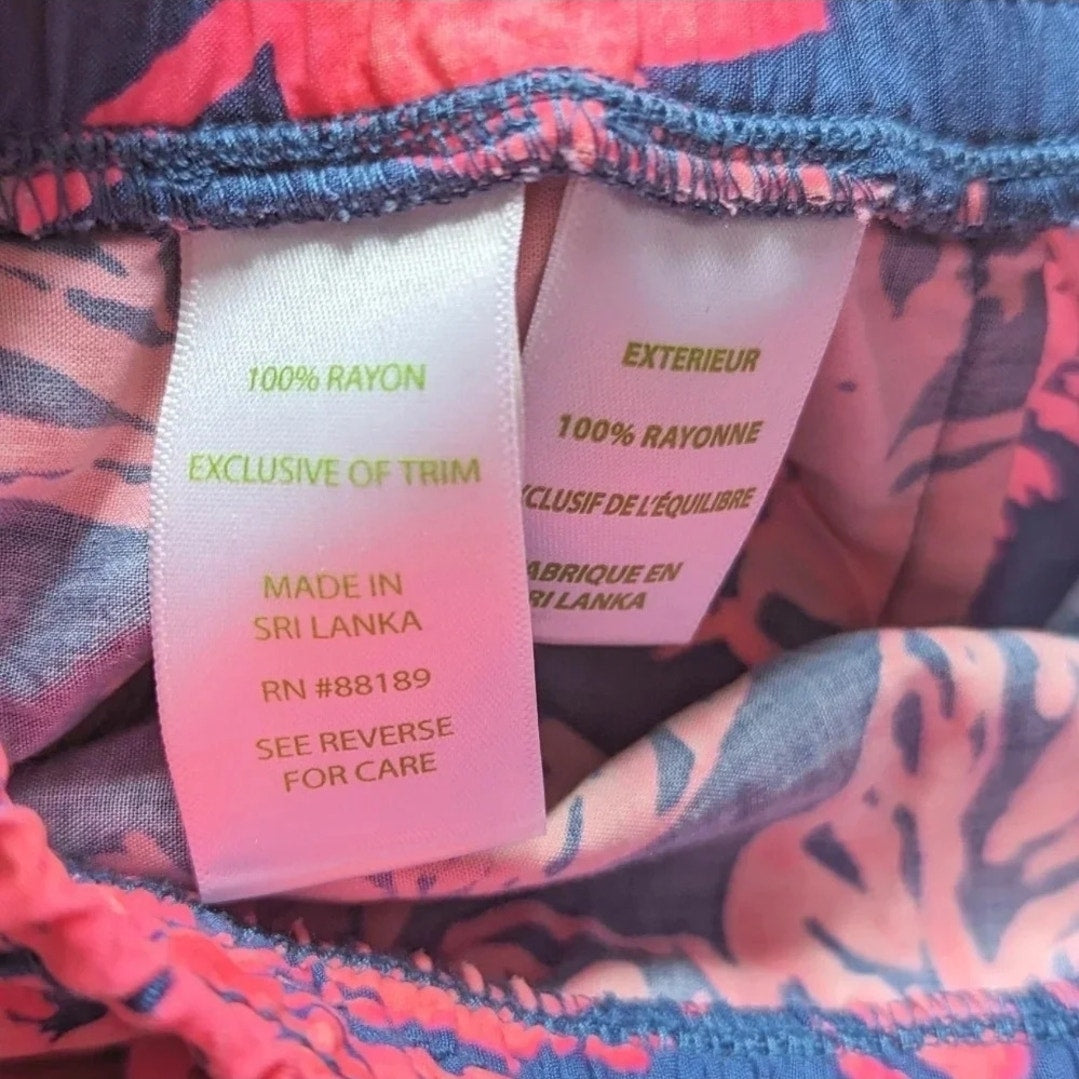 100% RAYON
EXCLUSIVE OF TRIM
MADE IN
SRI LANKA
RN #88189
SEE REVERSE
FOR CARE
EXTERIEUR
100% RAYONNE
CLUSIF DE L'ÉQUILIBRE
ABRIQUE EN
RI LANKA